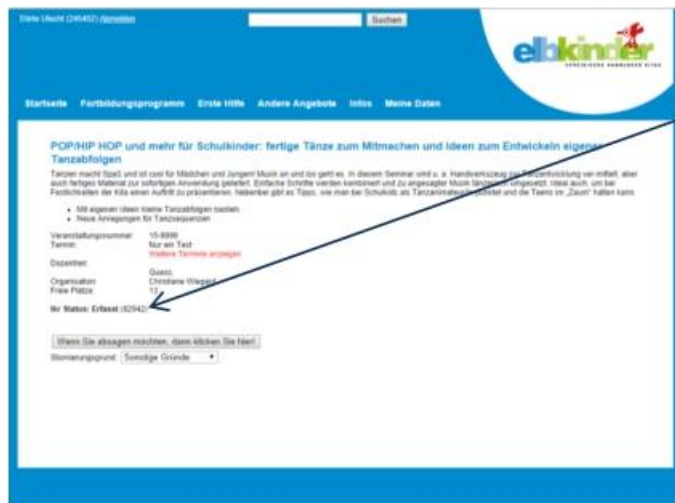 Abmelden
Suchen
elbkinder
VEREINIGUNG HAMBURGER KITAS
Startseite Fortbildungsprogramm Erste Hilfe Andere Angebote Infos Meine Daten
POP/HIP HOP und mehr für Schulkinder: fertige Tänze zum Mitmachen und Ideen zum Entwickeln eigener
Tanzabfolgen
Tanzen macht Spaß und ist cool für Mädchen und Jungen! Musik an und los geht es. In diesem Seminar wird u. a. Handwerkszeug zur Tanzentwicklung ver-mittelt, aber
auch fertiges Material zur sofortigen Anwendung geliefert. Einfache Schritte werden kombiniert und zu angesagter Musik tänzerisch umgesetzt. Ideal auch, um bei
Festlichkeiten der Kita einen Auftritt zu präsentieren. Nebenbei gibt es Tipps, wie man bei Schulkids als Tanzanimateur punktet und die Teens im „Zaum“ halten kann.
Mit eigenen Ideen kleine Tanzabfolgen basteln
Neue Anregungen für Tanzsequenzen
Veranstaltungsnummer: 15-9998
Termin: Nur ein Test
Weitere Termine anzeigen
Dozenten:
Organisation: Christiane Wiegard
Freie Plätze: 13
Ihr Status: Erfasst (82942)
Wenn Sie absagen möchten, dann klicken Sie hier!
Stornierungsgrund Sonstige Gründe